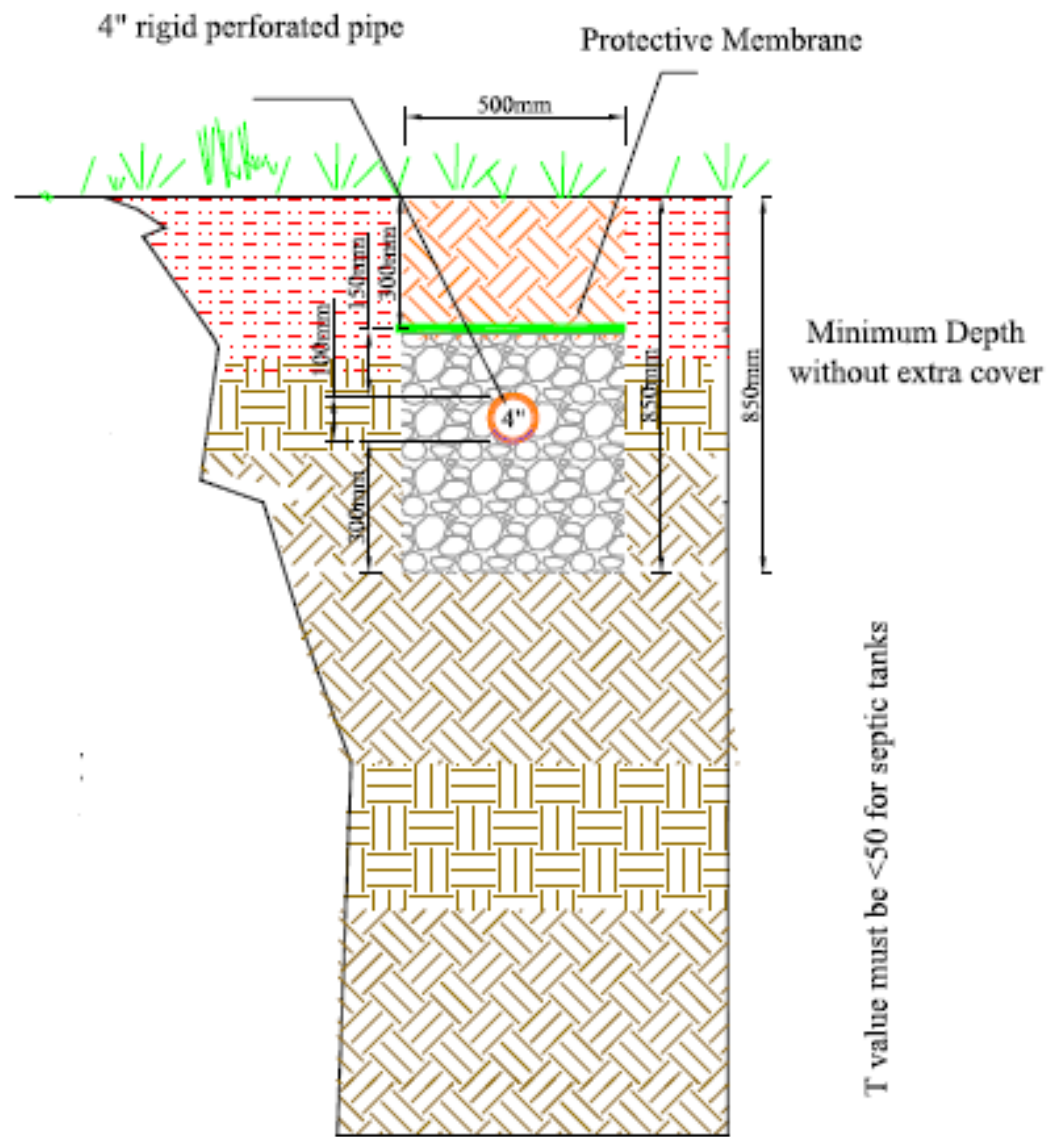 4" rigid perforated pipe
Protective Membrane
500mm
150mm
300mm
100mm
4"
850mm
850mm
Minimum Depth
without extra cover
300mm
T value must be <50 for septic tanks